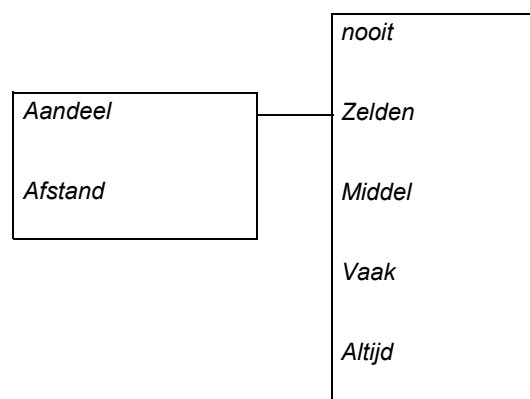 Aandeel
Afstand
nooit
Zelden
Middel
Vaak
Altijd